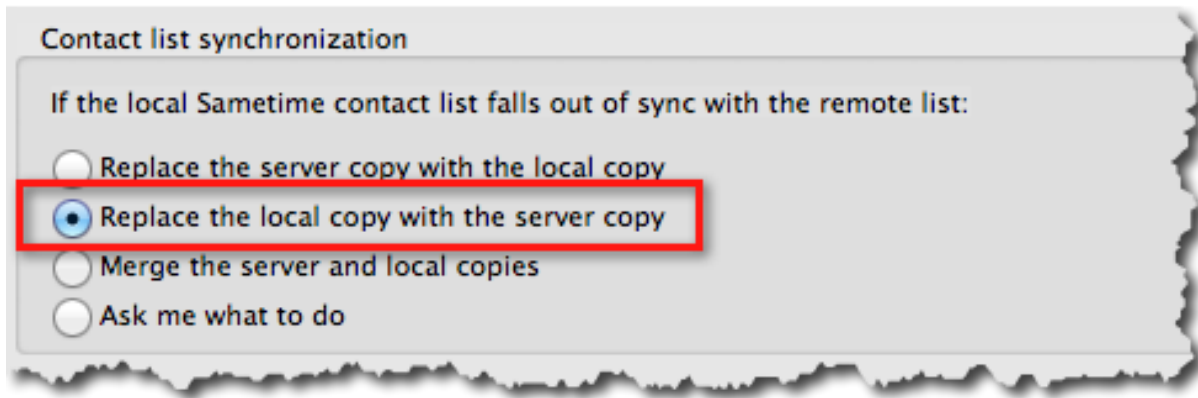 Contact list synchronization
If the local Sametime contact list falls out of sync with the remote list:
Replace the server copy with the local copy
Replace the local copy with the server copy
Merge the server and local copies
Ask me what to do